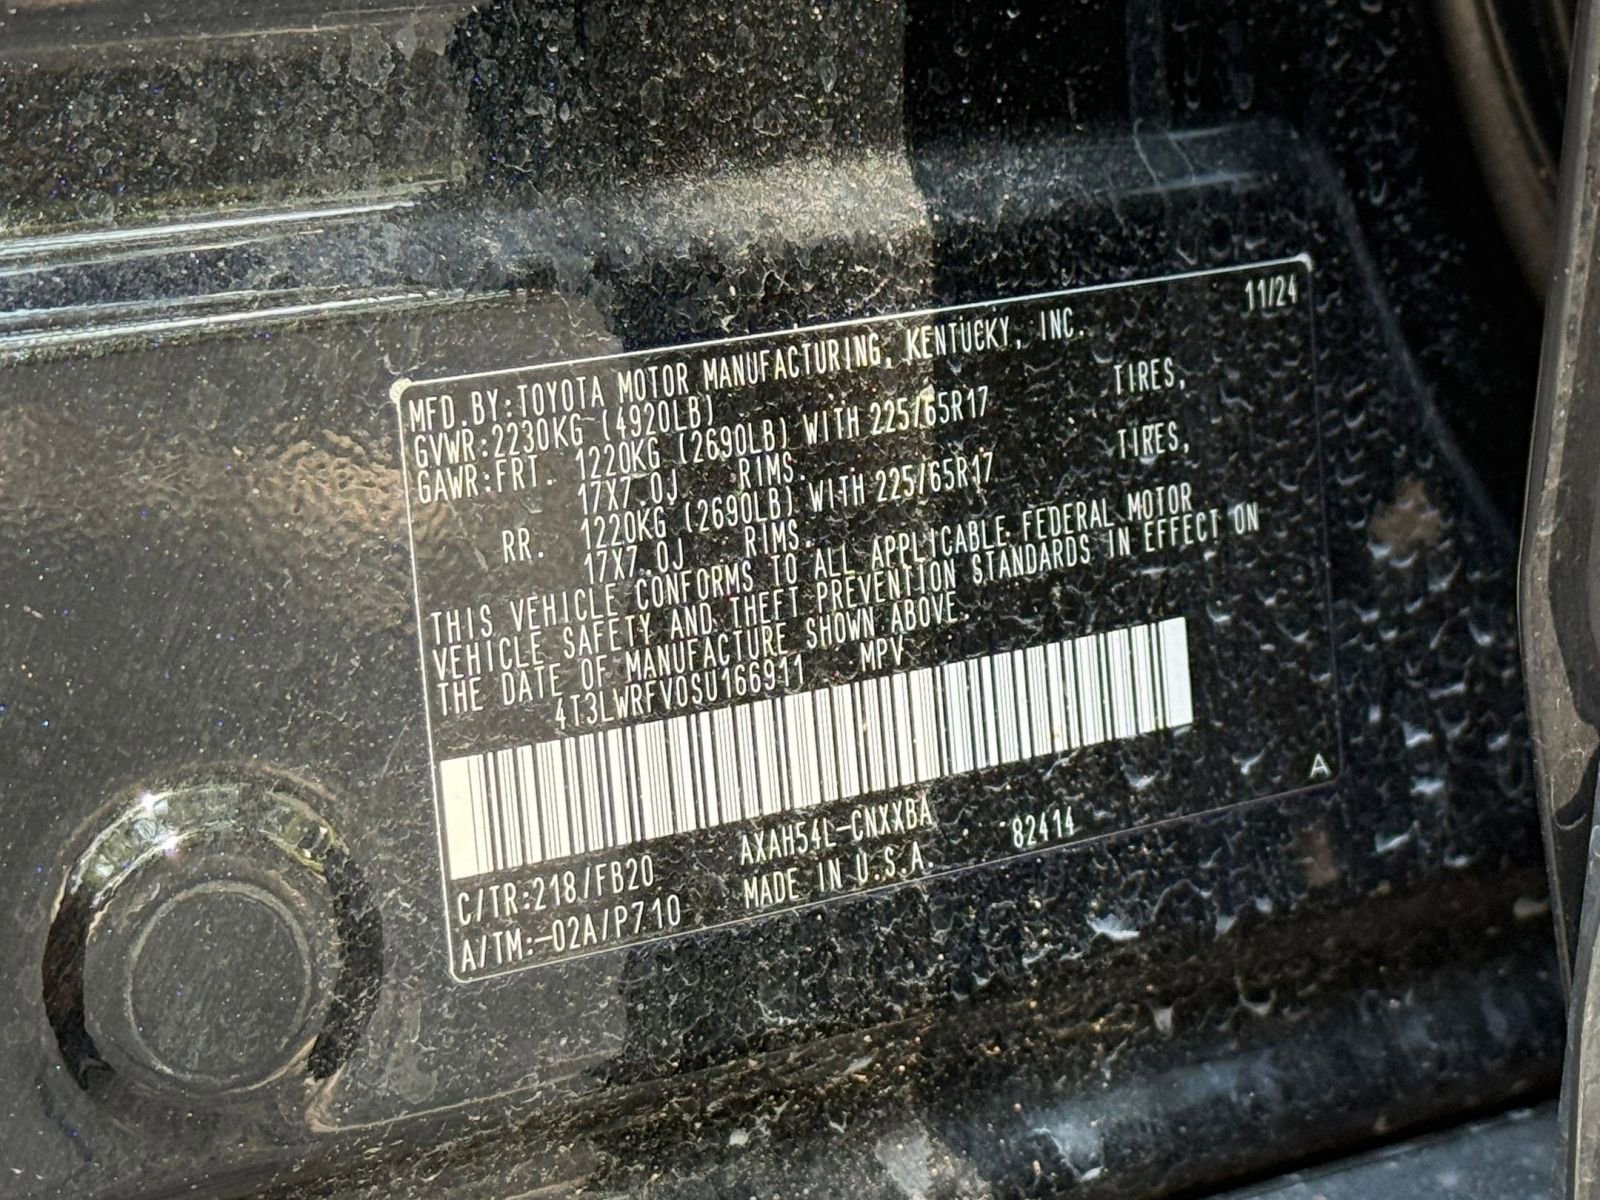 11/24
MFD.BY:TOYOTA MOTOR MANUFACTURING, KENTUCKY, INC.
GVWR:2230KG (4920LB)
GAWR:FRT. 1220KG (2690LB) WITH 225/65R17 TIRES,
17X7.0J RIMS.
RR. 1220KG (2690LB) WITH 225/65R17 TIRES,
17X7.0J RIMS.
THIS VEHICLE CONFORMS TO ALL APPLICABLE FEDERAL MOTOR
VEHICLE SAFETY AND THEFT PREVENTION STANDARDS IN EFFECT ON
THE DATE OF MANUFACTURE SHOWN ABOVE.
4T3LWRFV0SU166911 MPV
A
C/TR:218/FB20 AXAH54L-CNXXBA
A/TM:-02A/P710 MADE IN U.S.A. 82414